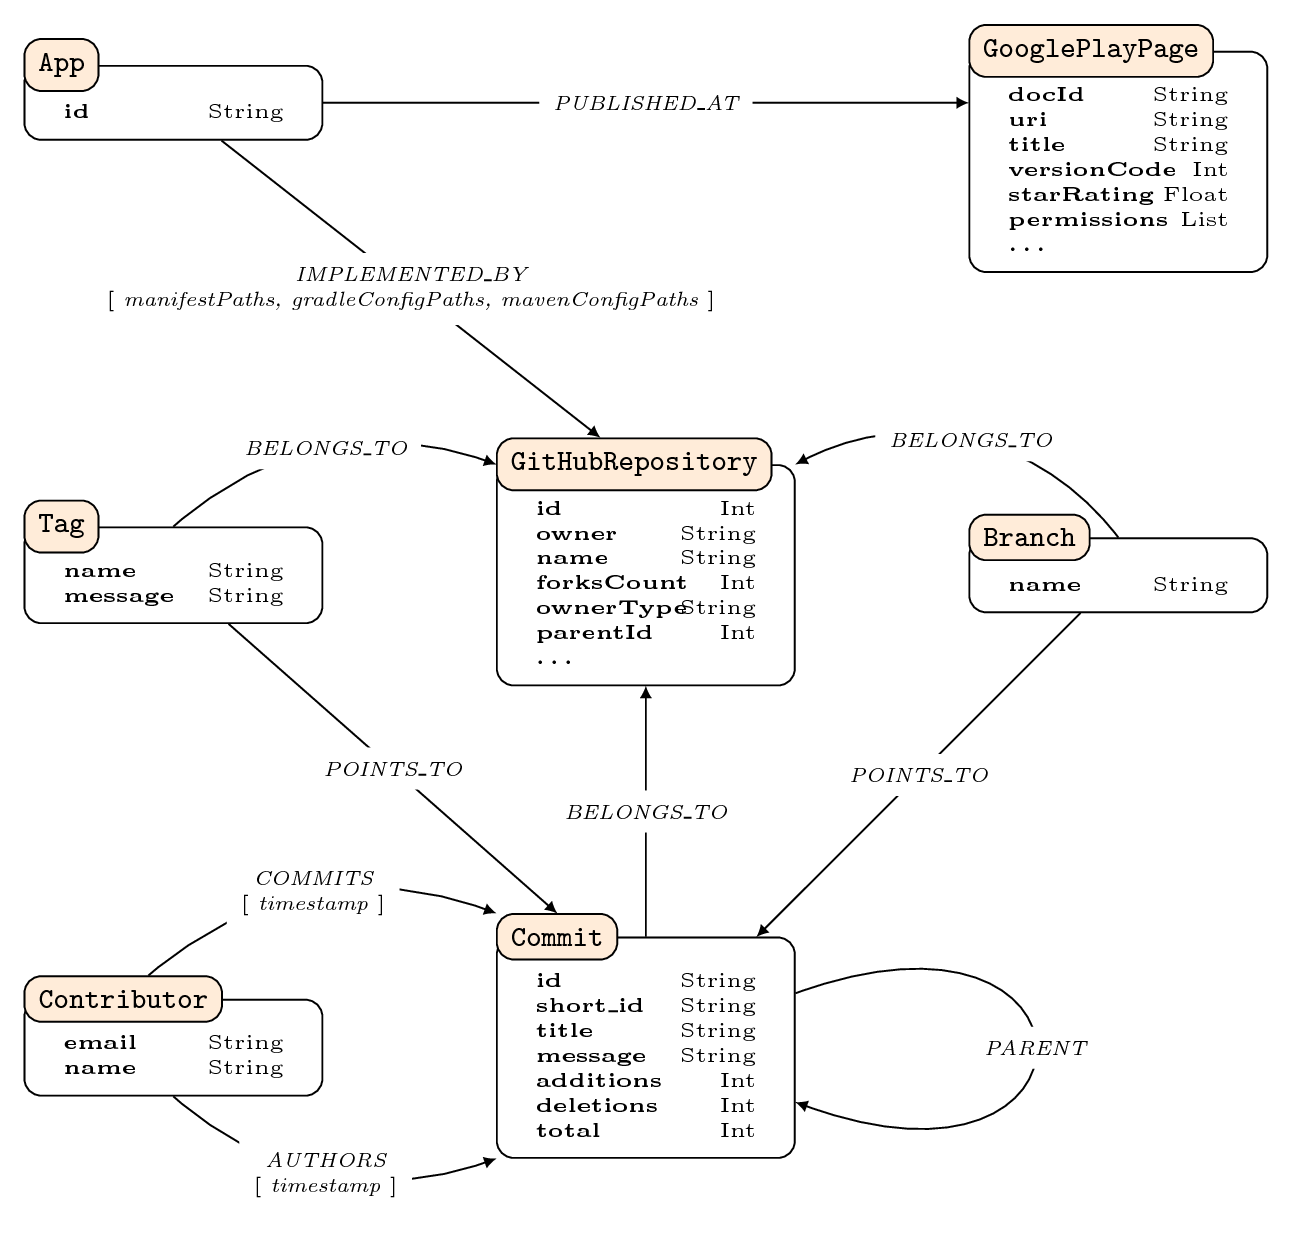 App
id String
PUBLISHED_AT
GooglePlayPage
docId String
uri String
title String
versionCode Int
starRating Float
permissions List
...
IMPLEMENTED_BY
[ manifestPaths, gradleConfigPaths, mavenConfigPaths ]
BELONGS_TO
BELONGS_TO
GitHubRepository
id Int
owner String
name String
forksCount Int
ownerType String
parentId Int
...
Tag
name String
message String
Branch
name String
POINTS_TO
POINTS_TO
BELONGS_TO
COMMITS
[ timestamp ]
Commit
id String
short_id String
title String
message String
additions Int
deletions Int
total Int
Contributor
email String
name String
PARENT
AUTHORS
[ timestamp ]